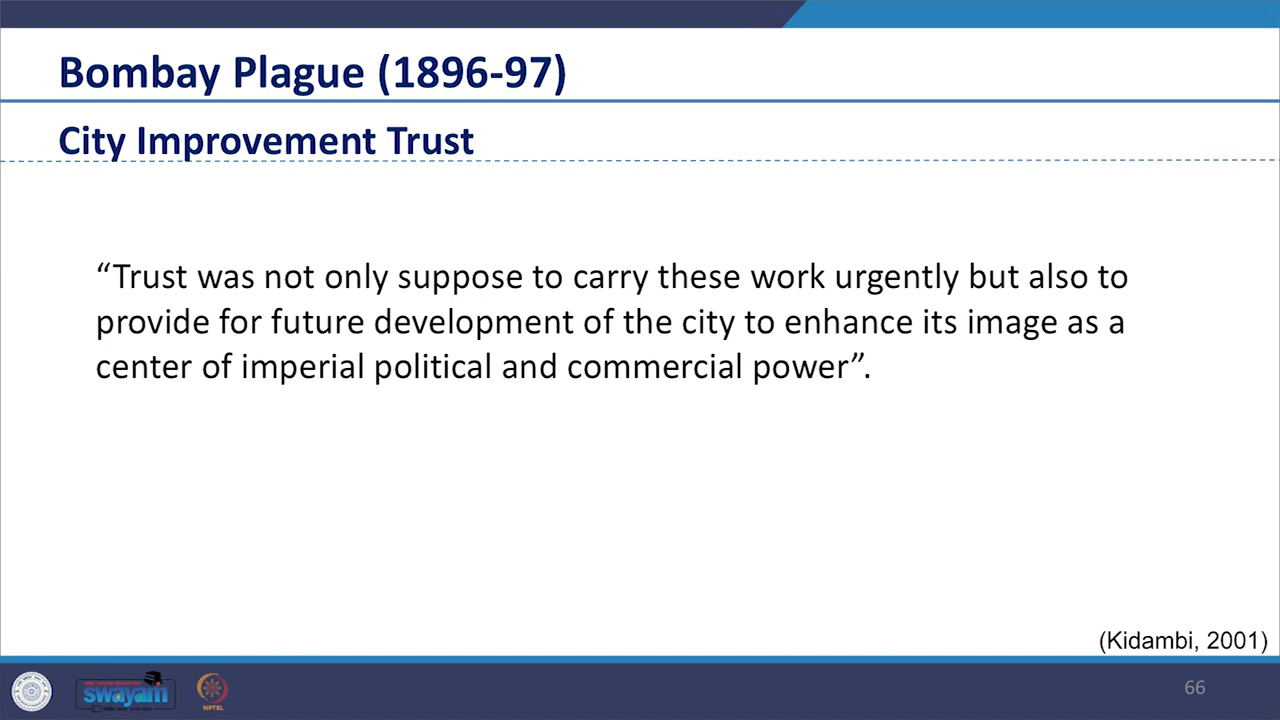 Bombay Plague (1896-97)
City Improvement Trust
“Trust was not only suppose to carry these work urgently but also to
provide for future development of the city to enhance its image as a
center of imperial political and commercial power”.
(Kidambi, 2001)
swayam
NPTEL
66